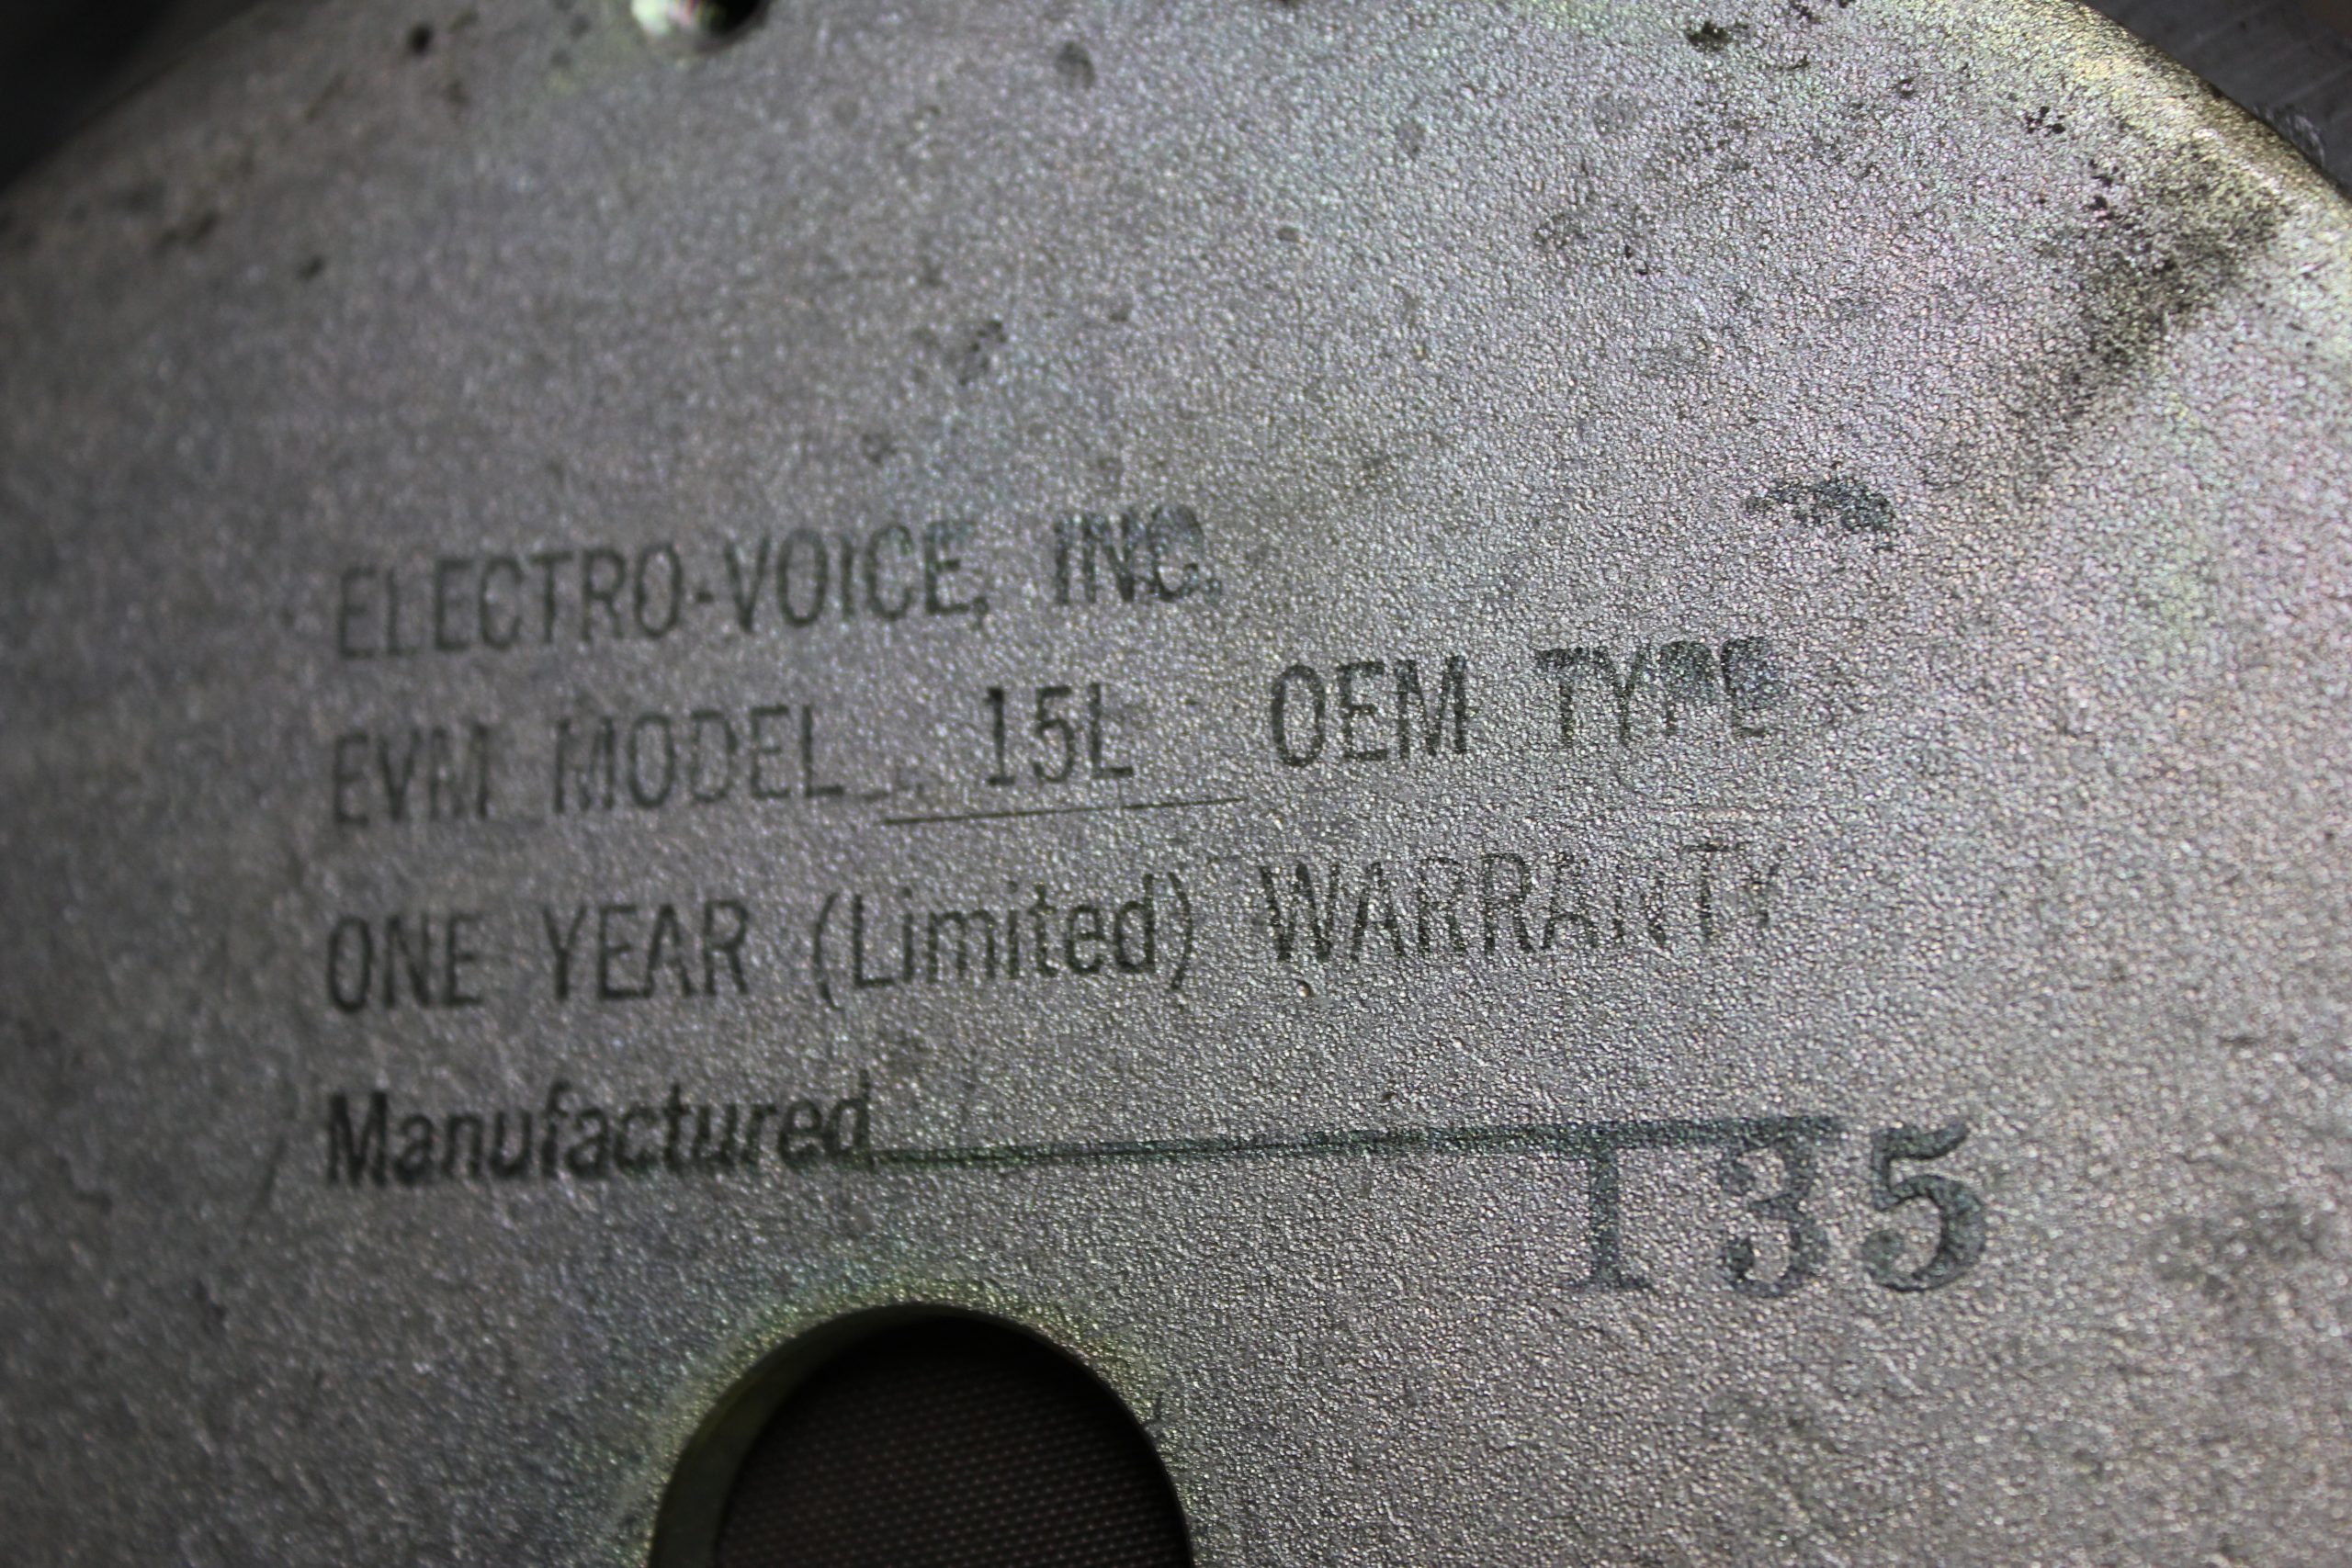 ELECTRO-VOICE, INC.
EVM MODEL 15L OEM TYPE
ONE YEAR (Limited) WARRANTY
Manufactured
135